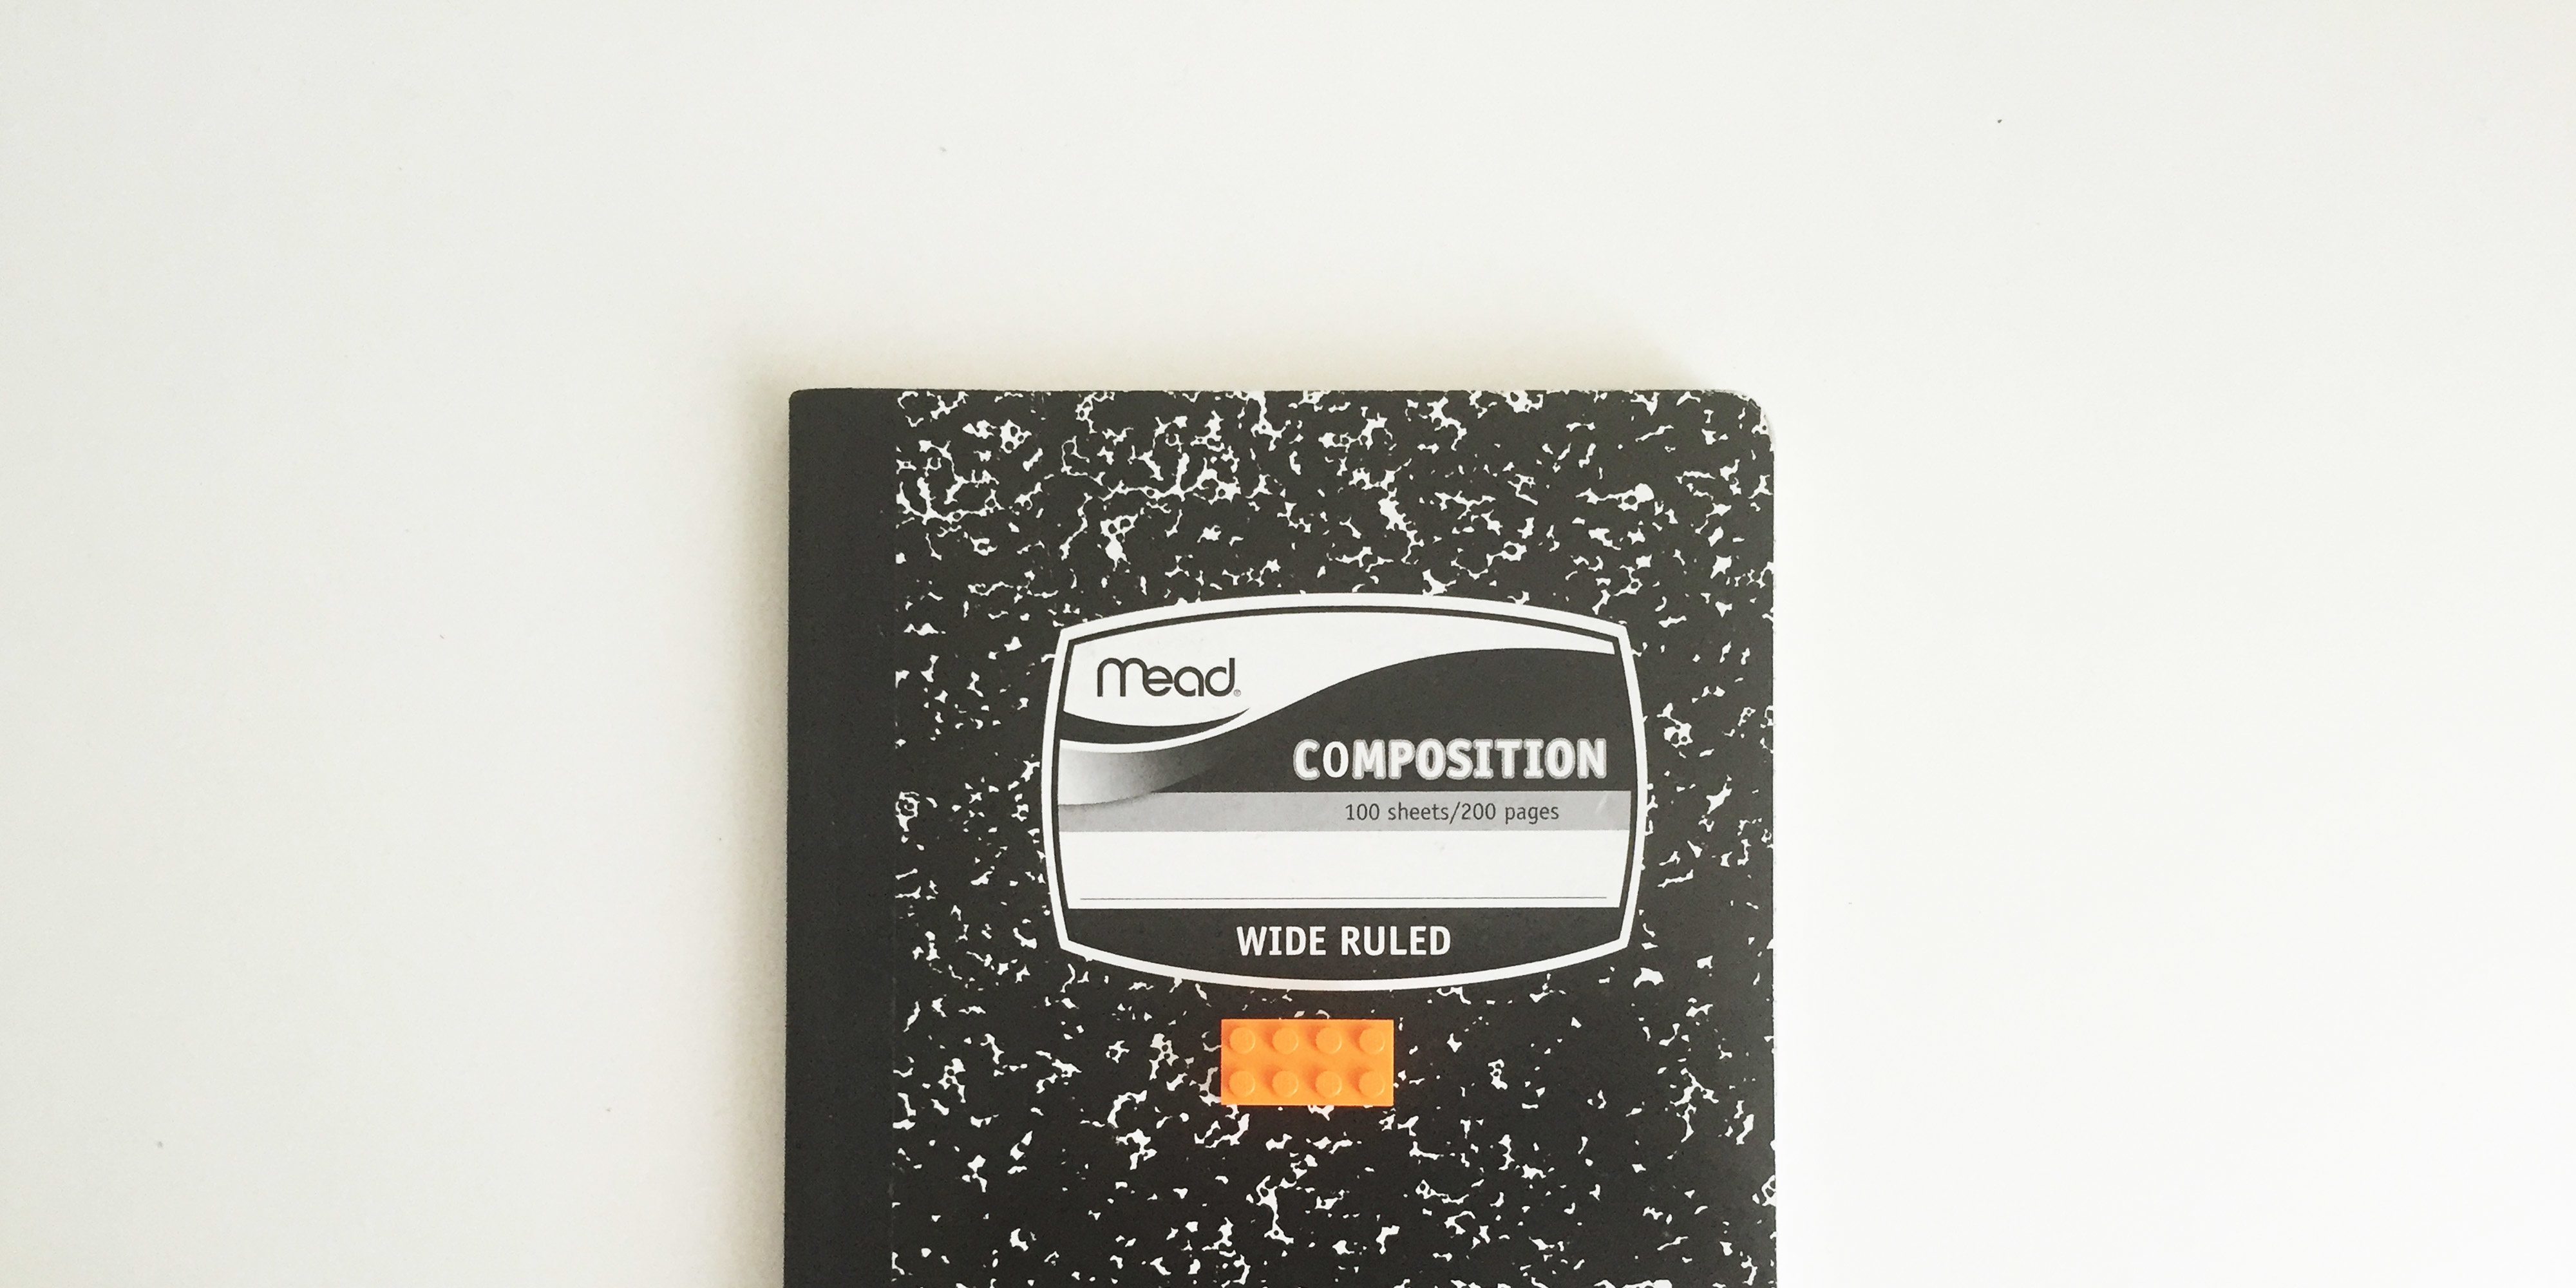 Mead®
COMPOSITION
100 sheets/200 pages
WIDE RULED